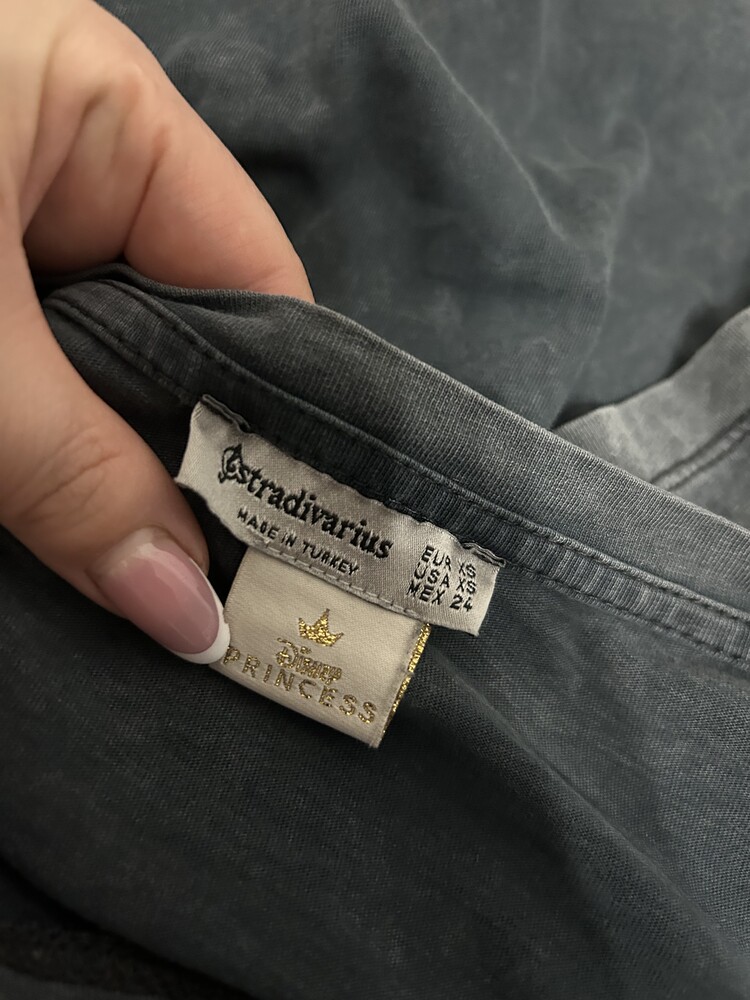 Stradivarius
MADE IN TURKEY
EUR XS
USA XS
MEX 24
Disney
PRINCESS